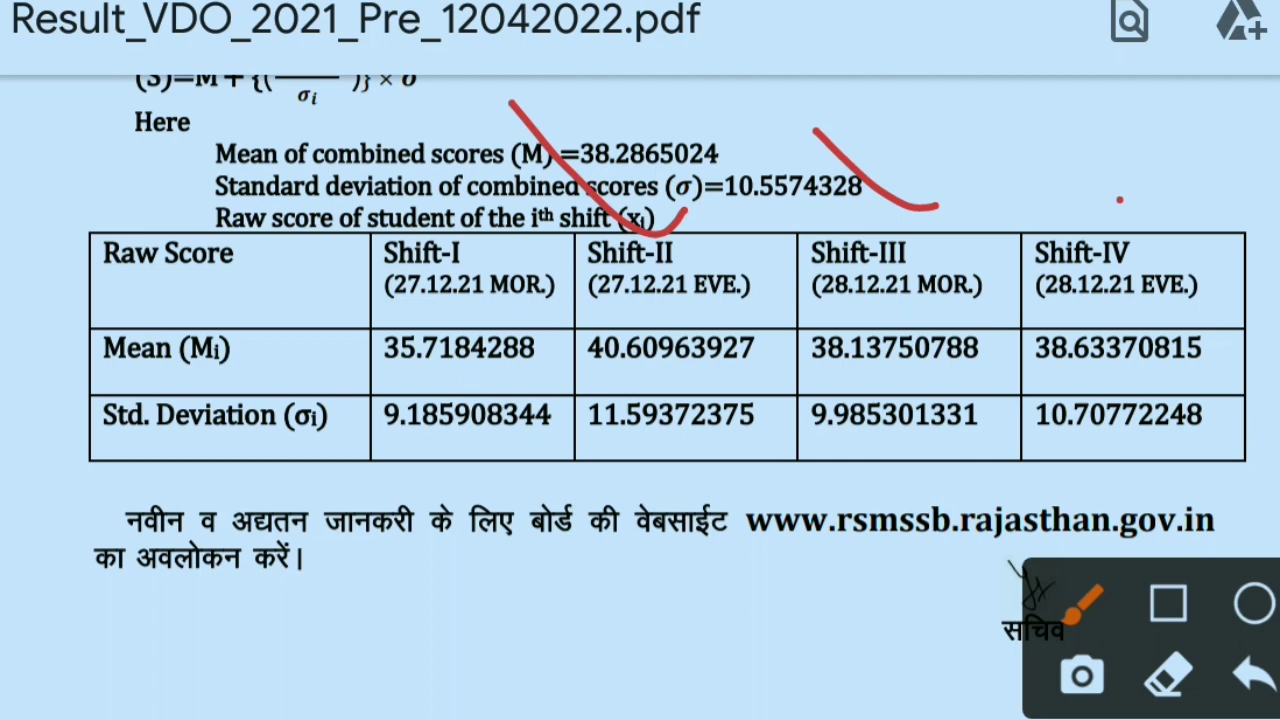 Result_VDO_2021_Pre_12042022.pdf
(S)=M + {( )} × σ
σi
Here
Mean of combined scores (M) =38.2865024
Standard deviation of combined scores (σ)=10.5574328
Raw score of student of the ith shift (xi)
Raw Score Shift-I Shift-II Shift-III Shift-IV
(27.12.21 MOR.) (27.12.21 EVE.) (28.12.21 MOR.) (28.12.21 EVE.)
Mean (Mi) 35.7184288 40.60963927 38.13750788 38.63370815
Std. Deviation (σi) 9.185908344 11.59372375 9.985301331 10.70772248
नवीन व अद्यतन जानकरी के लिए बोर्ड की वेबसाईट www.rsmssb.rajasthan.gov.in
का अवलोकन करें।
सचिव